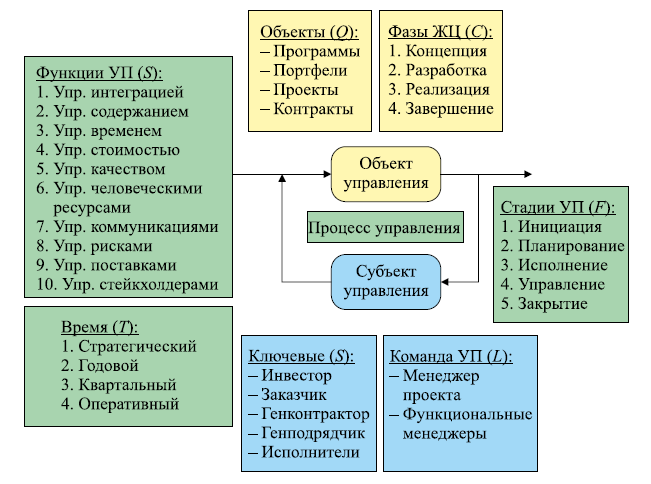 Объекты (Q):
– Программы
– Портфели
– Проекты
– Контракты
Фазы ЖЦ (C):
1. Концепция
2. Разработка
3. Реализация
4. Завершение
Функции УП (S):
1. Упр. интеграцией
2. Упр. содержанием
3. Упр. временем
4. Упр. стоимостью
5. Упр. качеством
6. Упр. человеческими
ресурсами
7. Упр. коммуникациями
8. Упр. рисками
9. Упр. поставками
10. Упр. стейкхолдерами
Объект
управления
Процесс управления
Субъект
управления
Стадии УП (F):
1. Инициация
2. Планирование
3. Исполнение
4. Управление
5. Закрытие
Время (T):
1. Стратегический
2. Годовой
3. Квартальный
4. Оперативный
Ключевые (S):
– Инвестор
– Заказчик
– Генконтрактор
– Генподрядчик
– Исполнители
Команда УП (L):
– Менеджер
проекта
– Функциональные
менеджеры